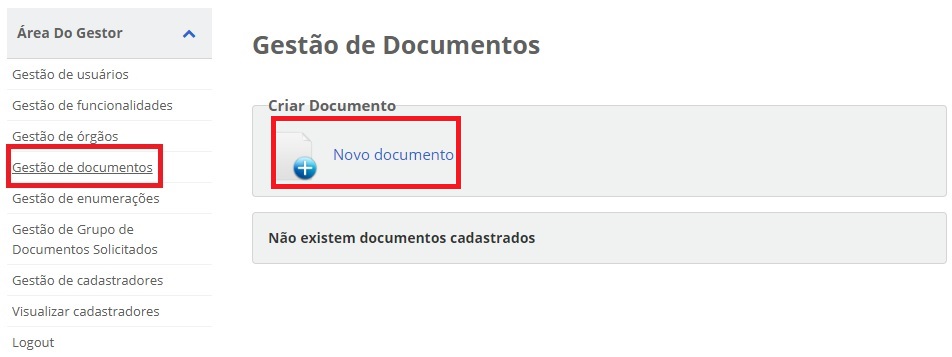 Área Do Gestor
Gestão de usuários
Gestão de funcionalidades
Gestão de órgãos
Gestão de documentos
Gestão de enumerações
Gestão de Grupo de
Documentos Solicitados
Gestão de cadastradores
Visualizar cadastradores
Logout
Gestão de Documentos
Criar Documento
Novo documento
Não existem documentos cadastrados